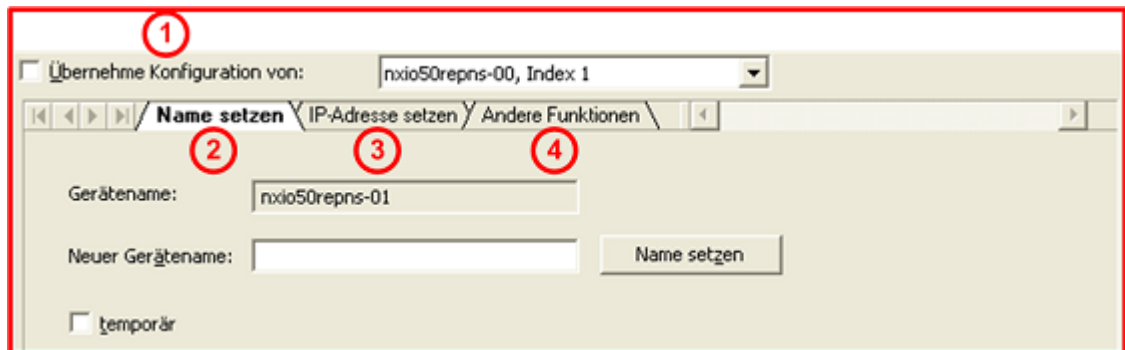 1
Übernehme Konfiguration von: nxio50repns-00, Index 1
Name setzen IP-Adresse setzen Andere Funktionen
2 3 4
Gerätename: nxio50repns-01
Neuer Gerätename: Name setzen
temporär